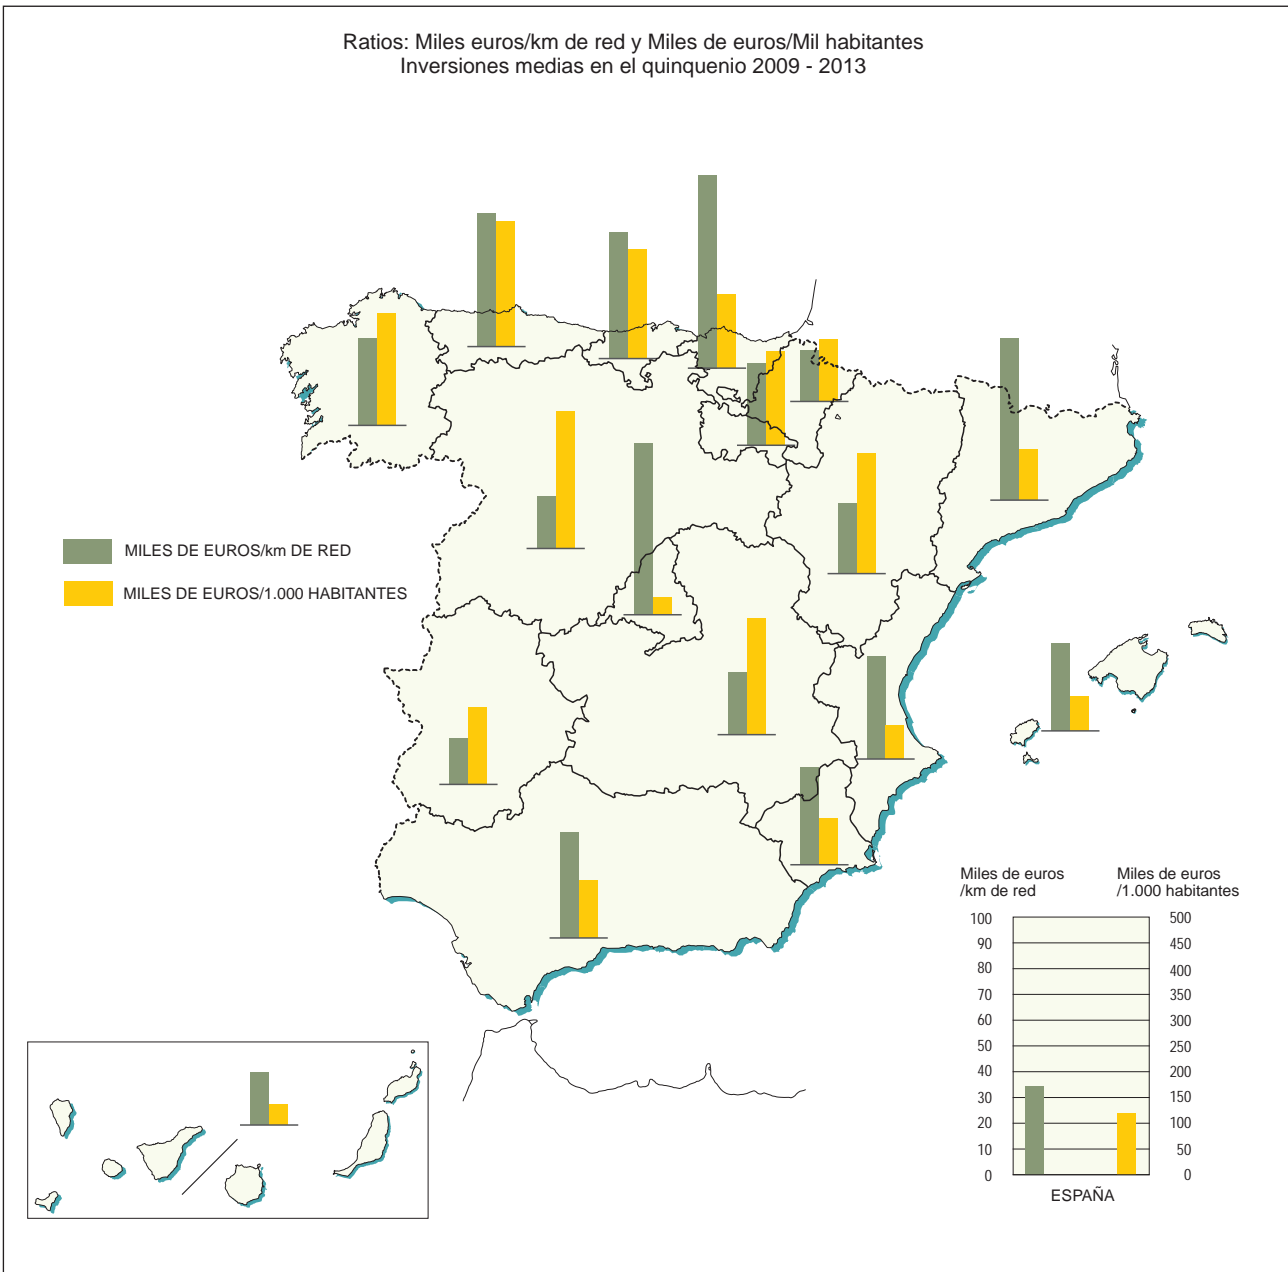 Ratios: Miles euros/km de red y Miles de euros/Mil habitantes
Inversiones medias en el quinquenio 2009 - 2013
MILES DE EUROS/km DE RED
MILES DE EUROS/1.000 HABITANTES
Miles de euros
/km de red
Miles de euros
/1.000 habitantes
100 500
90 450
80 400
70 350
60 300
50 250
40 200
30 150
20 100
10 50
0 0
ESPAÑA